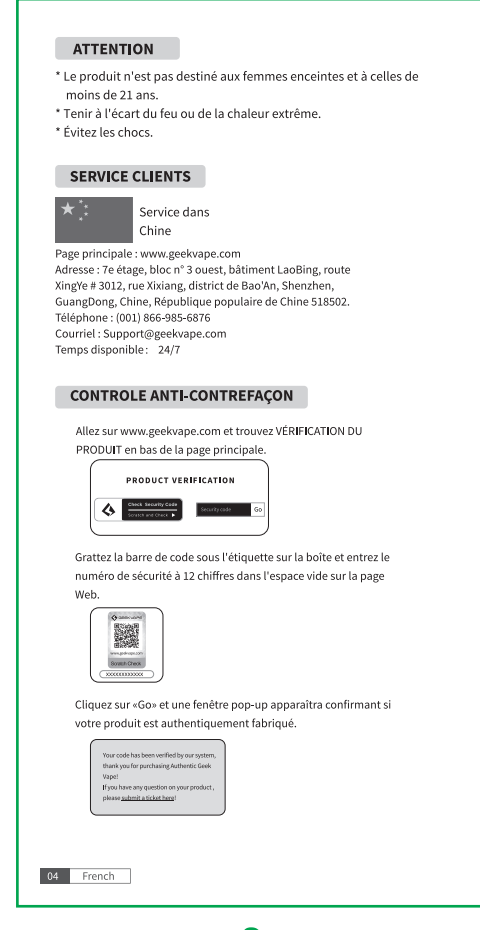 ATTENTION
* Le produit n'est pas destiné aux femmes enceintes et à celles de
moins de 21 ans.
* Tenir à l'écart du feu ou de la chaleur extrême.
* Évitez les chocs.
SERVICE CLIENTS
Service dans
Chine
Page principale : www.geekvape.com
Adresse : 7e étage, bloc n° 3 ouest, bâtiment LaoBing, route
XingYe # 3012, rue Xixiang, district de Bao'An, Shenzhen,
GuangDong, Chine, République populaire de Chine 518502.
Téléphone : (001) 866-985-6876
Courriel : Support@geekvape.com
Temps disponible : 24/7
CONTROLE ANTI-CONTREFAÇON
Allez sur www.geekvape.com et trouvez VÉRIFICATION DU
PRODUIT en bas de la page principale.
PRODUCT VERIFICATION
Check Security Code
Scratch and Check
Security code
Go
Grattez la barre de code sous l'étiquette sur la boîte et entrez le
numéro de sécurité à 12 chiffres dans l'espace vide sur la page
Web.
GEEKVAPE
www.geekvape.com
Scratch Check
XXXXXXXXXXXX
Cliquez sur «Go» et une fenêtre pop-up apparaîtra confirmant si
votre produit est authentiquement fabriqué.
Your code has been verified by our system,
thank you for purchasing Authentic Geek
Vape!
If you have any question on your product ,
please submit a ticket here!
04 French